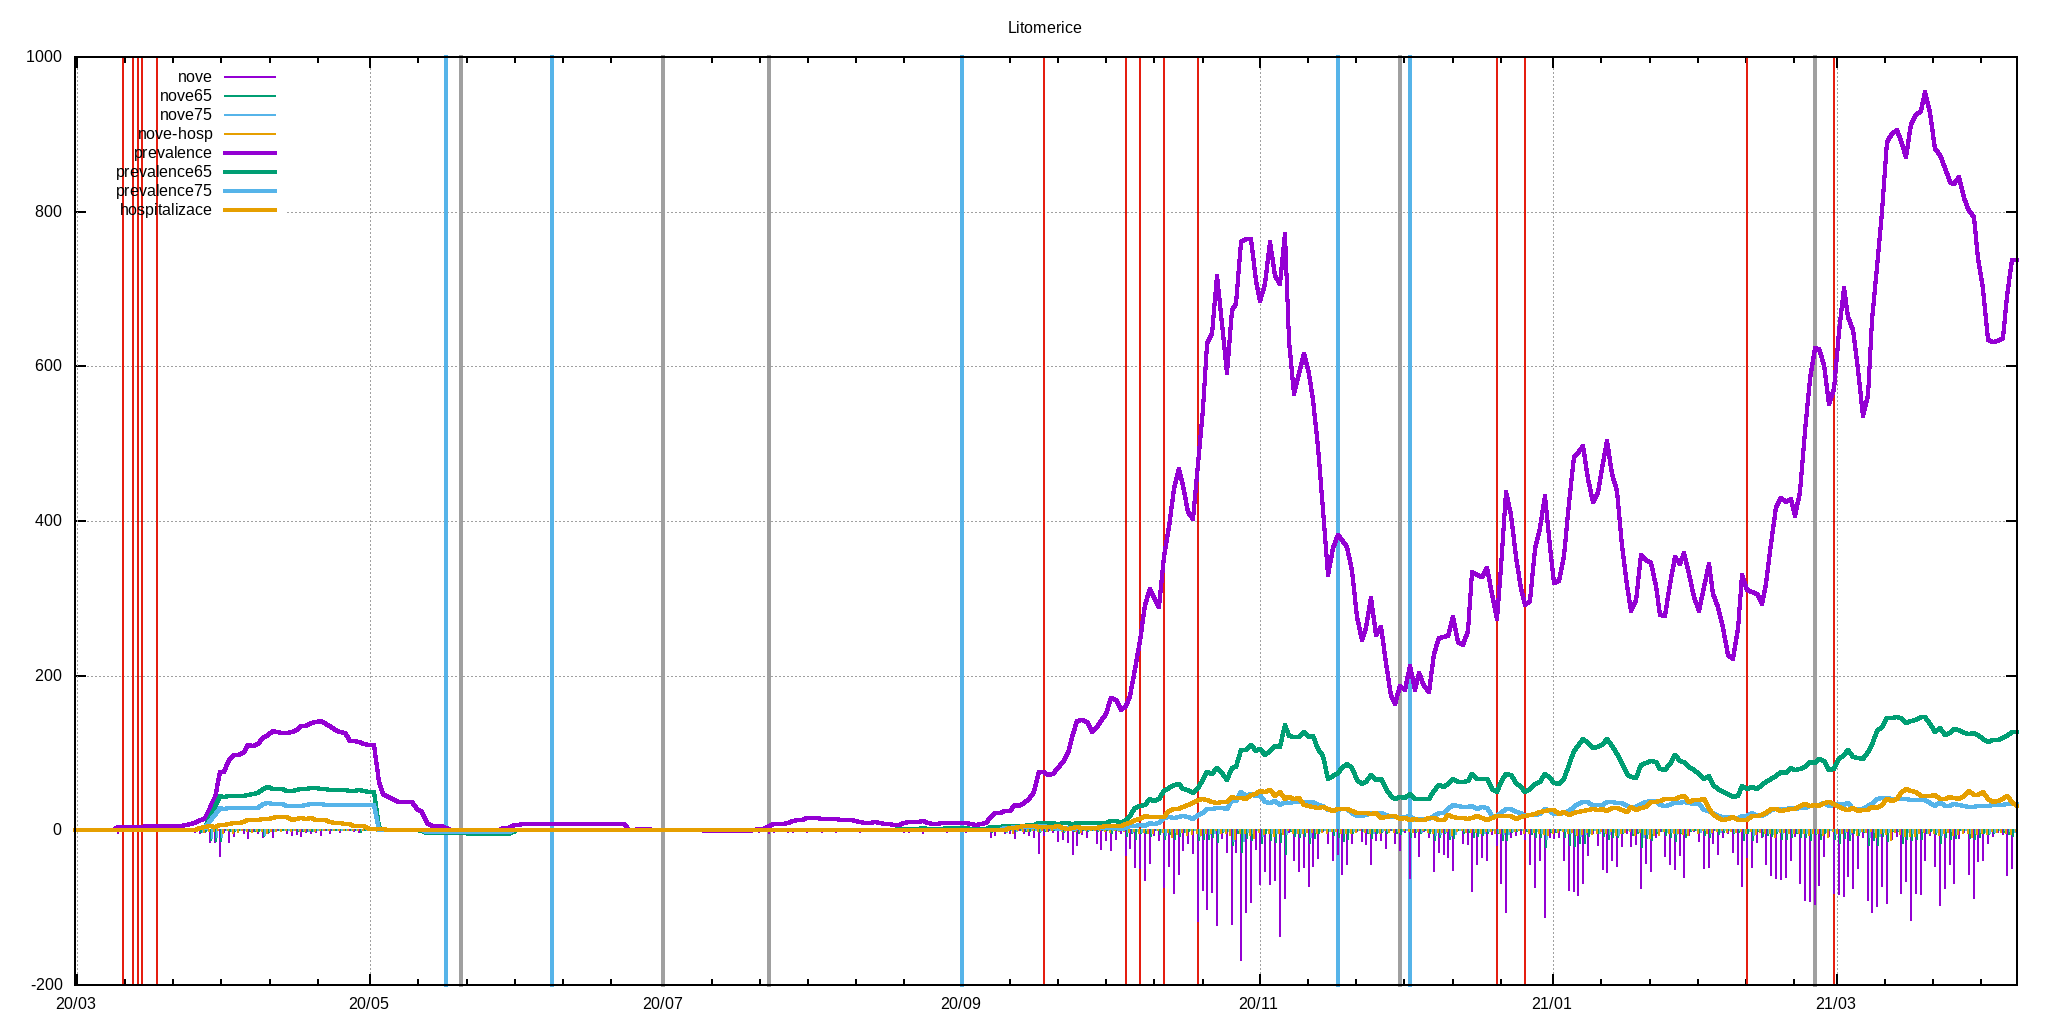 Litomerice
1000
800
600
400
200
0
-200
nove
nove65
nove75
nove-hosp
prevalence
prevalence65
prevalence75
hospitalizace
20/03 20/05 20/07 20/09 20/11 21/01 21/03